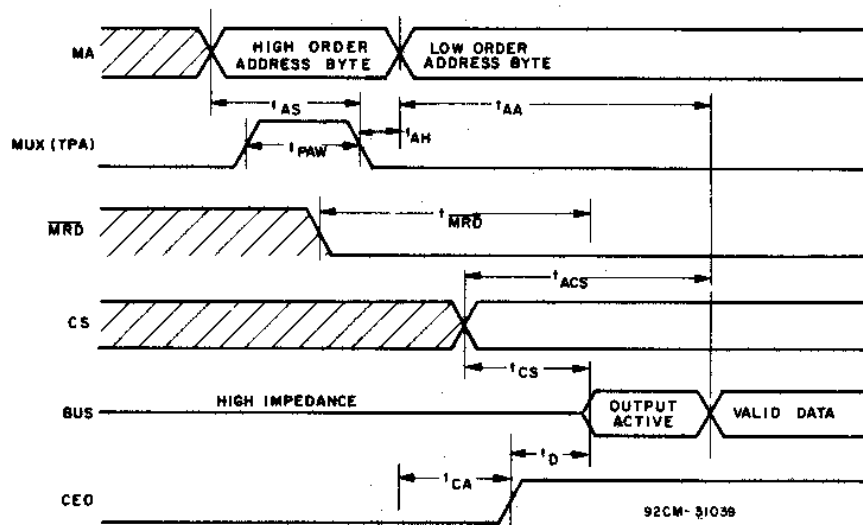 MA
HIGH ORDER
ADDRESS BYTE
LOW ORDER
ADDRESS BYTE
tAS
tAH
tAA
MUX (TPA)
tPAW
MRD
tMRD
tACS
CS
tCS
BUS
HIGH IMPEDANCE
OUTPUT
ACTIVE
VALID DATA
tD
tCA
CEO
92CM-31039